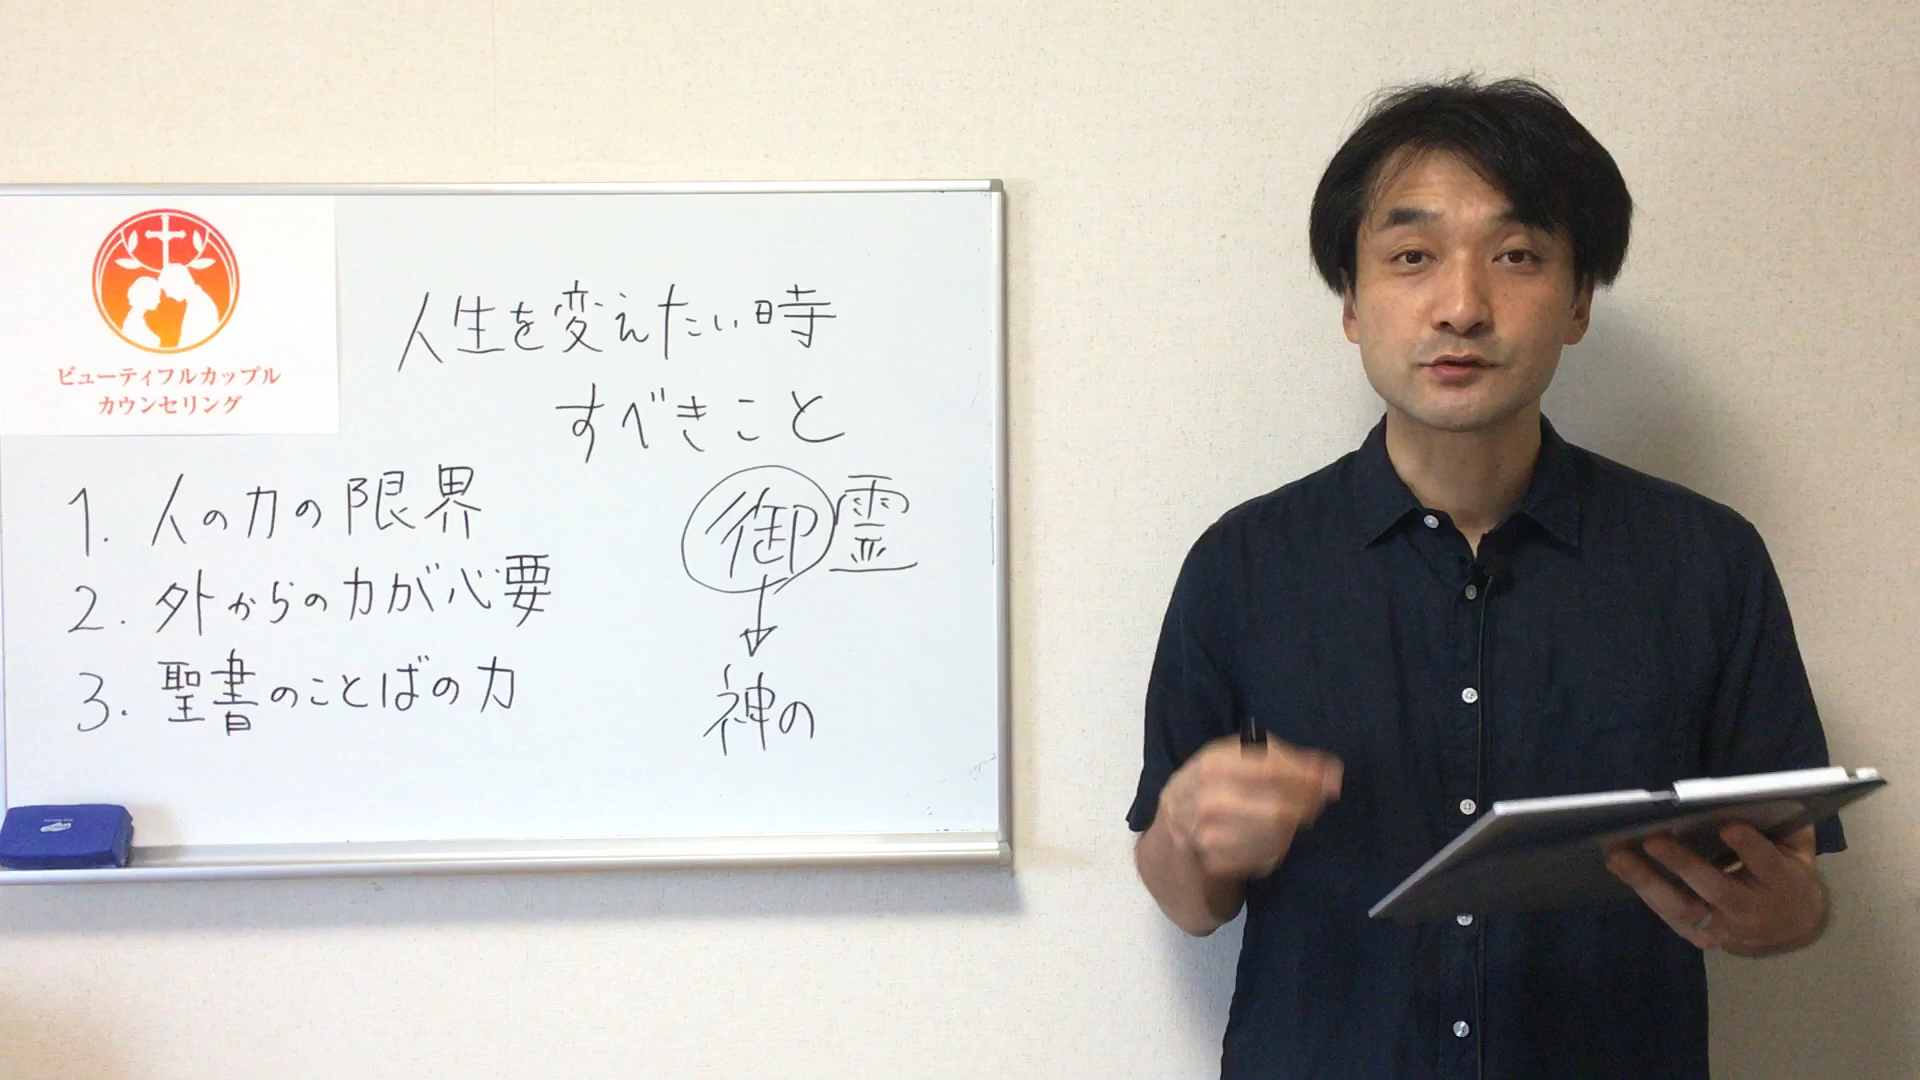 ビューティフルカップル
カウンセリング
人生を変えたい時
すべきこと
1. 人の力の限界
2. 外からの力が必要
3. 聖書のことばの力
御霊
↓
神の